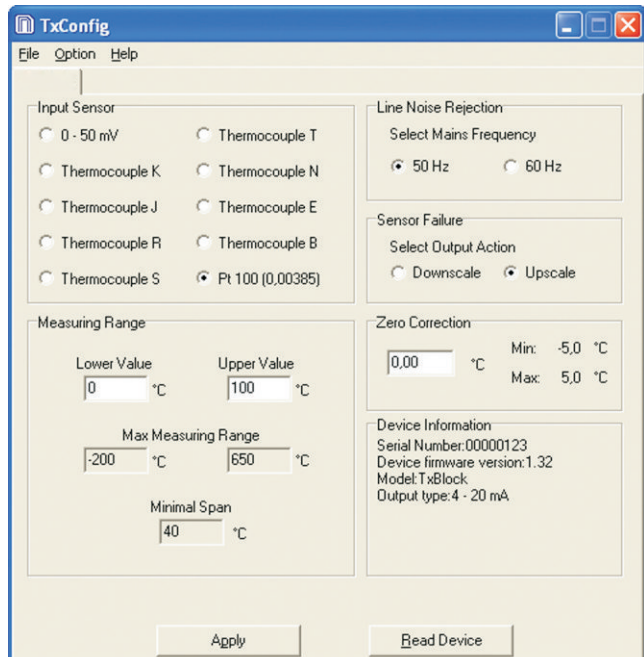 TxConfig
File Option Help
Input Sensor
0 - 50 mV
Thermocouple T
Thermocouple K
Thermocouple N
Thermocouple J
Thermocouple E
Thermocouple R
Thermocouple B
Thermocouple S
Pt 100 (0,00385)
Line Noise Rejection
Select Mains Frequency
50 Hz 60 Hz
Sensor Failure
Select Output Action
Downscale Upscale
Measuring Range
Lower Value Upper Value
0 °C 100 °C
Max Measuring Range
-200 °C 650 °C
Minimal Span
40 °C
Zero Correction
0,00 °C
Min: -5,0 °C
Max: 5,0 °C
Device Information
Serial Number:00000123
Device firmware version:1.32
Model:TxBlock
Output type:4 - 20 mA
Apply Read Device